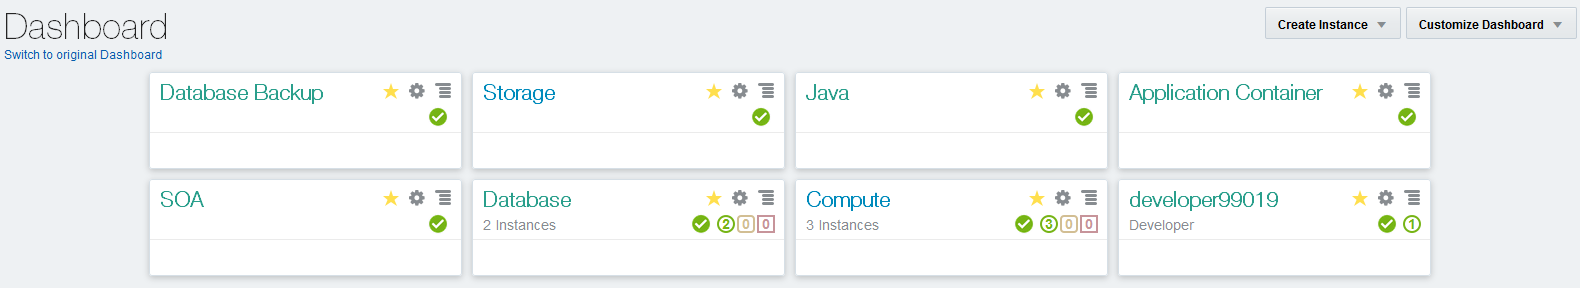 Dashboard
Switch to original Dashboard
Create Instance
Customize Dashboard
Database Backup
Storage
Java
Application Container
SOA
Database
2 Instances
2 0 0
Compute
3 Instances
3 0 0
developer99019
Developer
1